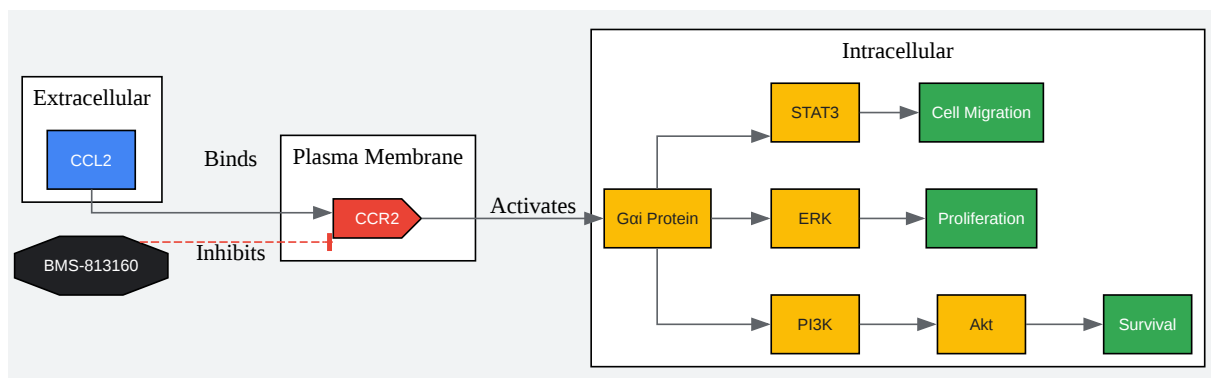 Extracellular
CCL2
BMS-813160
Binds
Inhibits
Plasma Membrane
CCR2
Activates
Intracellular
Gαi Protein
STAT3
Cell Migration
ERK
Proliferation
PI3K
Akt
Survival